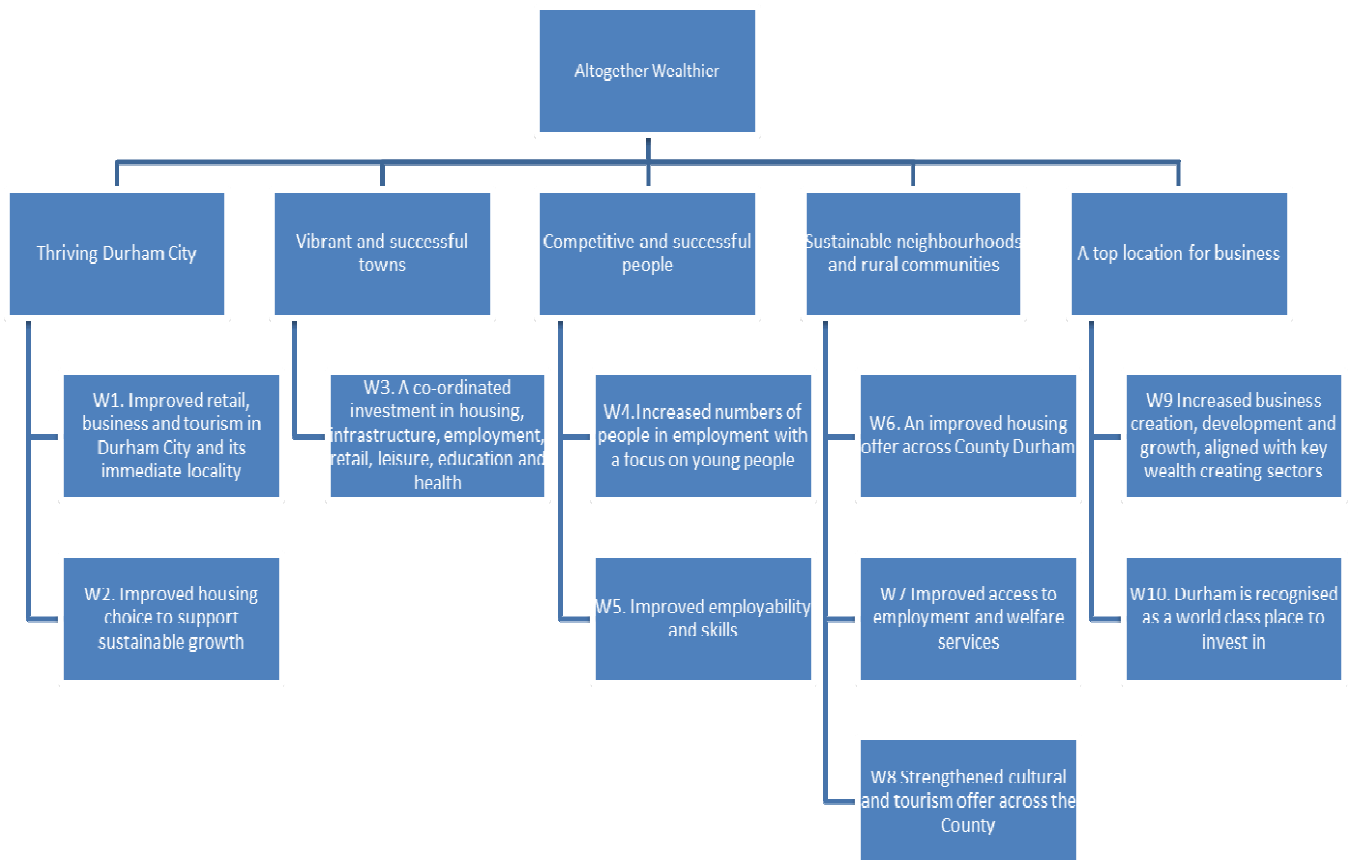 Altogether Wealthier
Thriving Durham City
Vibrant and successful
towns
Competitive and successful
people
Sustainable neighbourhoods
and rural communities
A top location for business
W1. Improved retail,
business and tourism in
Durham City and its
immediate locality
W2. Improved housing
choice to support
sustainable growth
W3. A co-ordinated
investment in housing,
infrastructure, employment,
retail, leisure, education and
health
W4.Increased numbers of
people in employment with
a focus on young people
W5. Improved employability
and skills
W6. An improved housing
offer across County Durham
W7 Improved access to
employment and welfare
services
W8 Strengthened cultural
and tourism offer across the
County
W9 Increased business
creation, development and
growth, aligned with key
wealth creating sectors
W10. Durham is recognised
as a world class place to
invest in